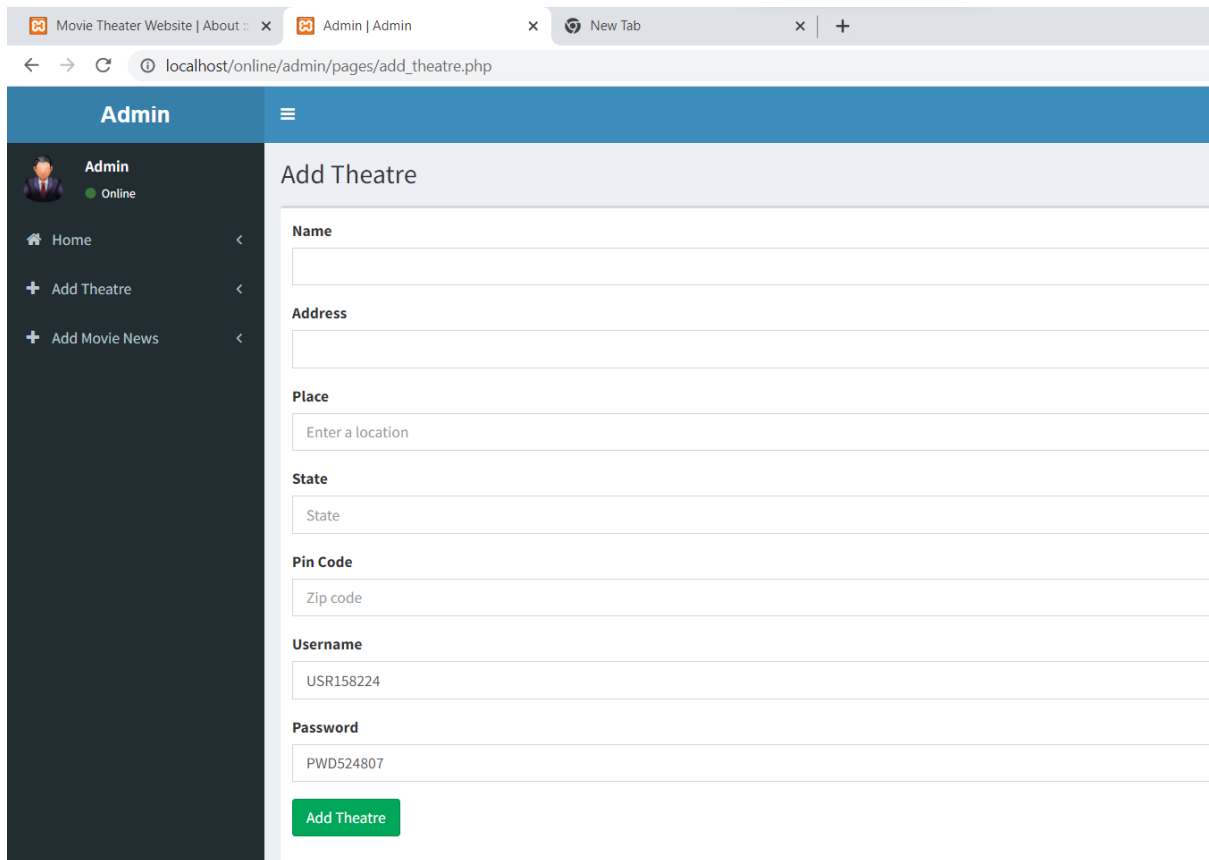 Movie Theater Website | About ::
Admin | Admin
New Tab
localhost/online/admin/pages/add_theatre.php
Admin
Admin
Online
Home
Add Theatre
Add Movie News
Add Theatre
Name
Address
Place
Enter a location
State
State
Pin Code
Zip code
Username
USR158224
Password
PWD524807
Add Theatre